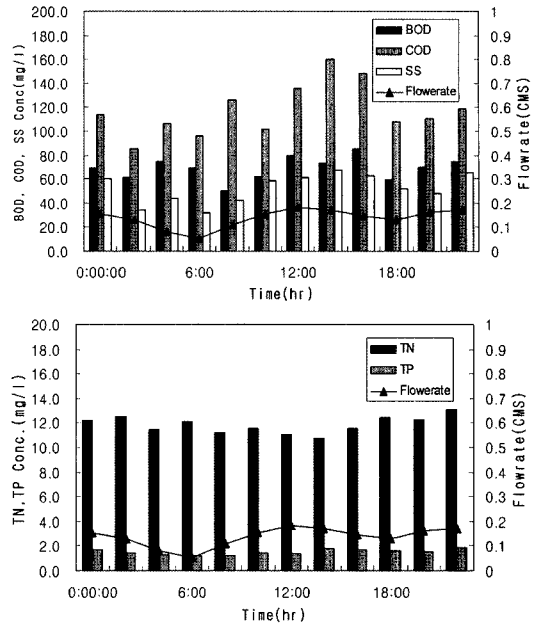 200.0
180.0
160.0
140.0
120.0
100.0
80.0
60.0
40.0
20.0
0.0
BOD, COD, SS Conc(mg/l)
BOD
COD
SS
Flowerate
1
0.9
0.8
0.7
0.6
0.5
0.4
0.3
0.2
0.1
0
Flowrate(CMS)
0:00:00 6:00 12:00 18:00
Time(hr)
20.0
18.0
16.0
14.0
12.0
10.0
8.0
6.0
4.0
2.0
0.0
TN,TP Conc.(mg/l)
TN
TP
Flowerate
1
0.9
0.8
0.7
0.6
0.5
0.4
0.3
0.2
0.1
0
Flowrate(CMS)
0:00:00 6:00 12:00 18:00
Time(hr)